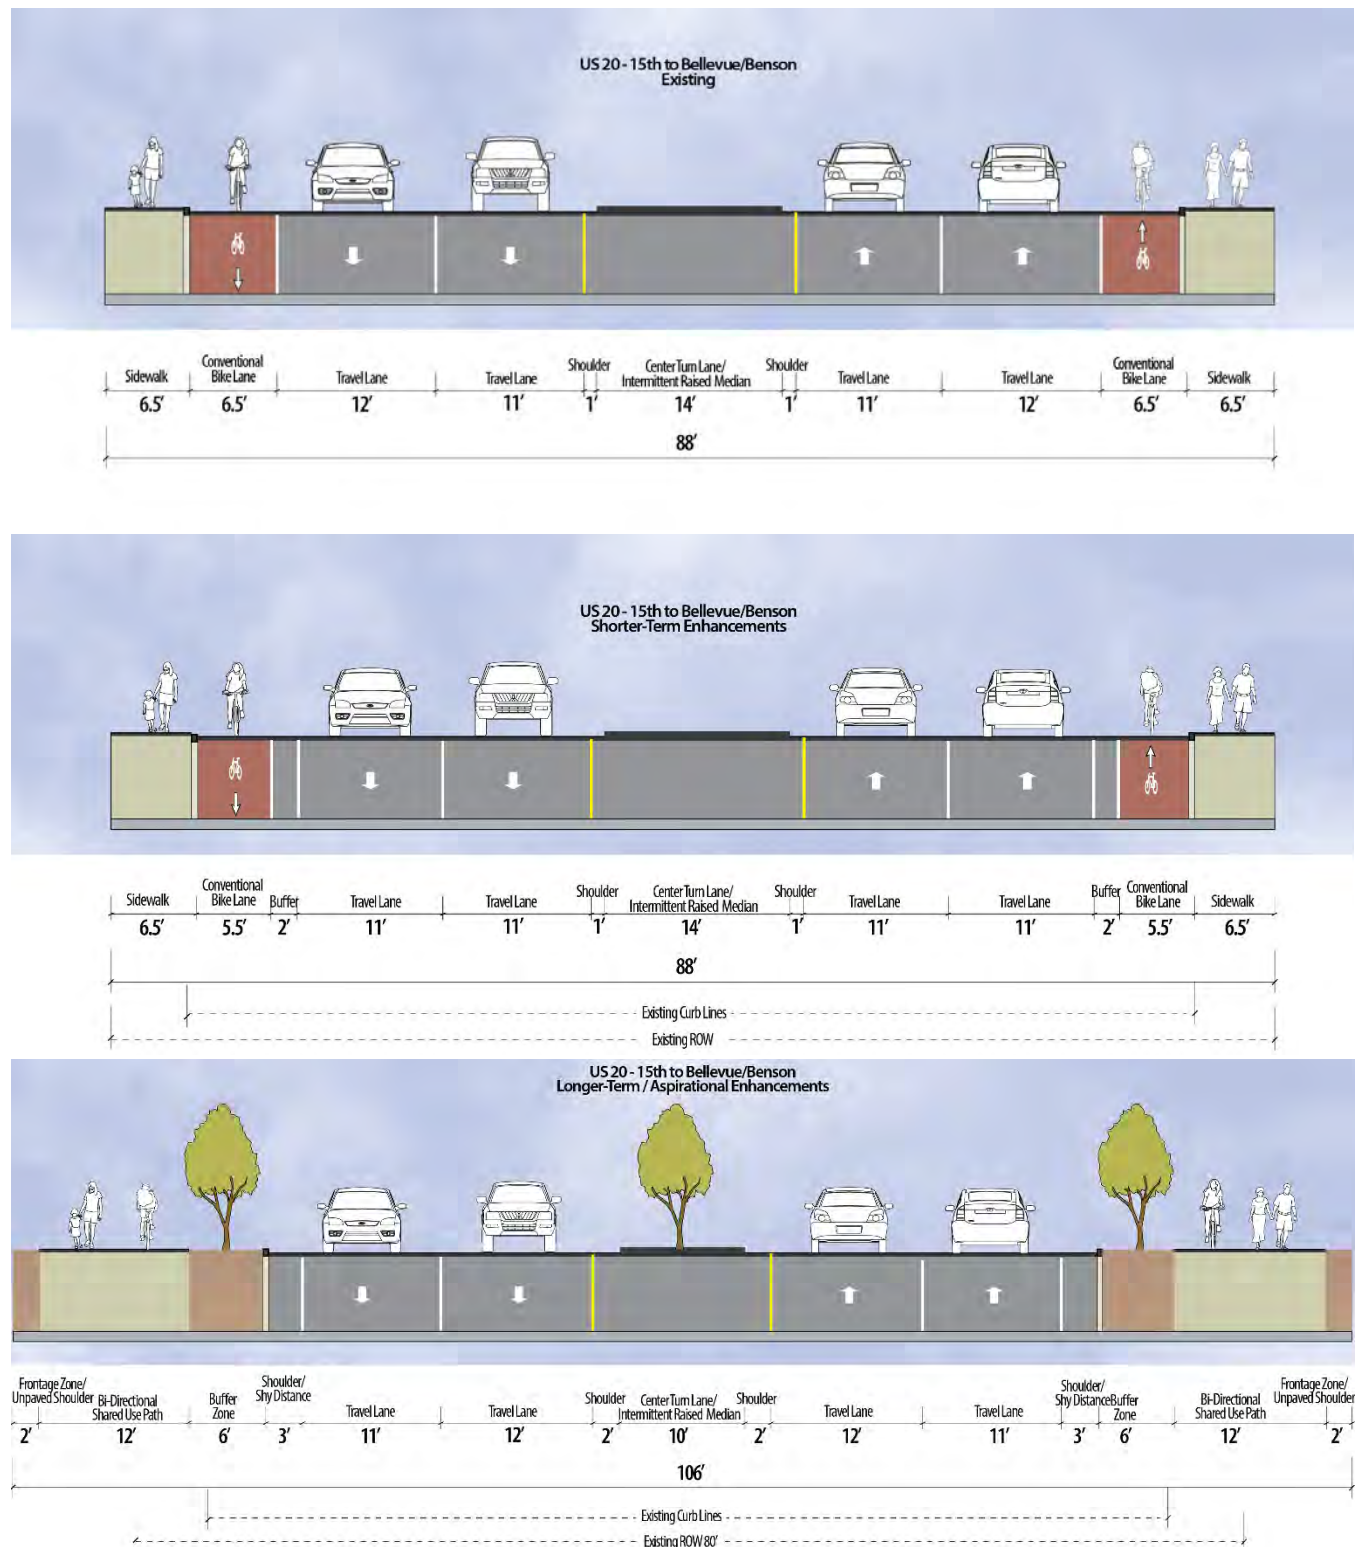 US 20 - 15th to Bellevue/Benson
Existing
Sidewalk
Conventional
Bike Lane
Travel Lane
Travel Lane
Shoulder
Center Turn Lane/
Intermittent Raised Median
Shoulder
Travel Lane
Travel Lane
Conventional
Bike Lane
Sidewalk
6.5' 6.5' 12' 11' 1' 14' 1' 11' 12' 6.5' 6.5'
88'
US 20 - 15th to Bellevue/Benson
Shorter-Term Enhancements
Sidewalk
Conventional
Bike Lane
Buffer
Travel Lane
Travel Lane
Shoulder
Center Turn Lane/
Intermittent Raised Median
Shoulder
Travel Lane
Travel Lane
Buffer
Conventional
Bike Lane
Sidewalk
6.5' 5.5' 2' 11' 11' 1' 14' 1' 11' 11' 2' 5.5' 6.5'
88'
Existing Curb Lines
Existing ROW
US 20 - 15th to Bellevue/Benson
Longer-Term / Aspirational Enhancements
Frontage Zone/
Unpaved Shoulder
Bi-Directional
Shared Use Path
Buffer
Zone
Shoulder/
Shy Distance
Travel Lane
Travel Lane
Shoulder
Center Turn Lane/
Intermittent Raised Median
Shoulder
Travel Lane
Travel Lane
Shoulder/
Shy Distance
Buffer
Zone
Bi-Directional
Shared Use Path
Frontage Zone/
Unpaved Shoulder
2' 12' 6' 3' 11' 12' 2' 10' 2' 12' 11' 3' 6' 12' 2'
106'
Existing Curb Lines
Existing ROW 80'